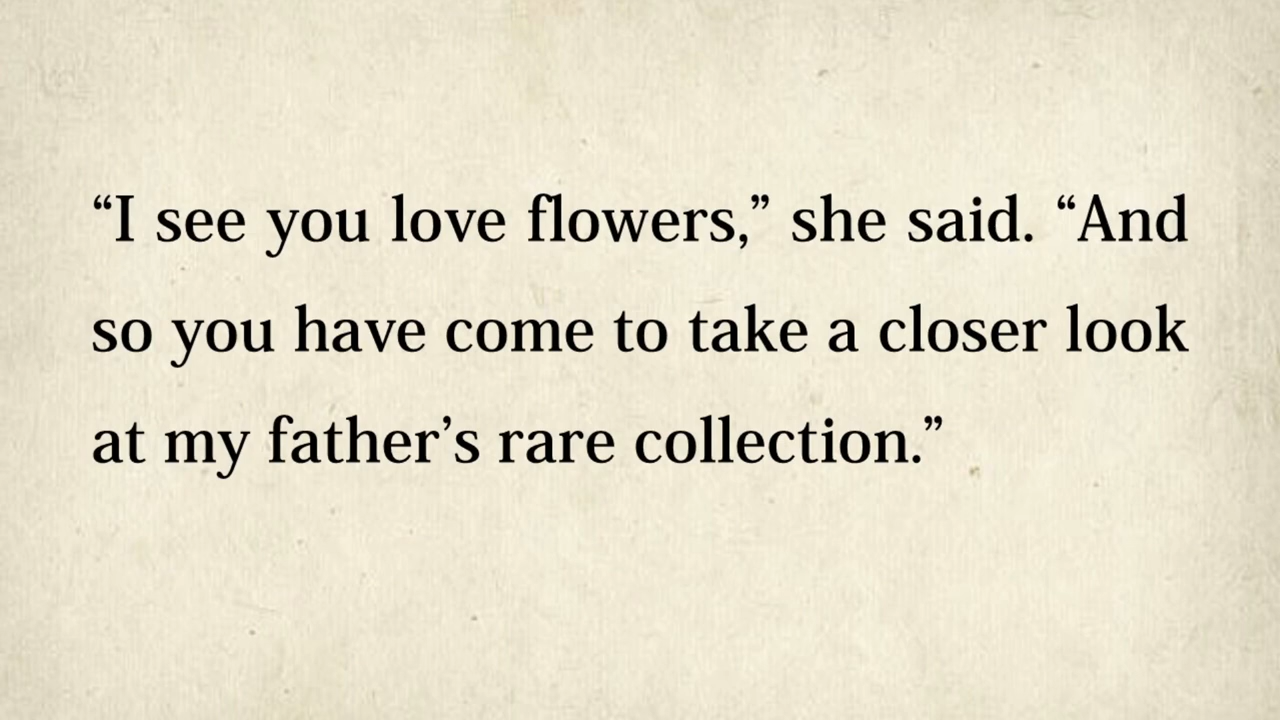 “I see you love flowers,” she said. “And
so you have come to take a closer look
at my father’s rare collection.”